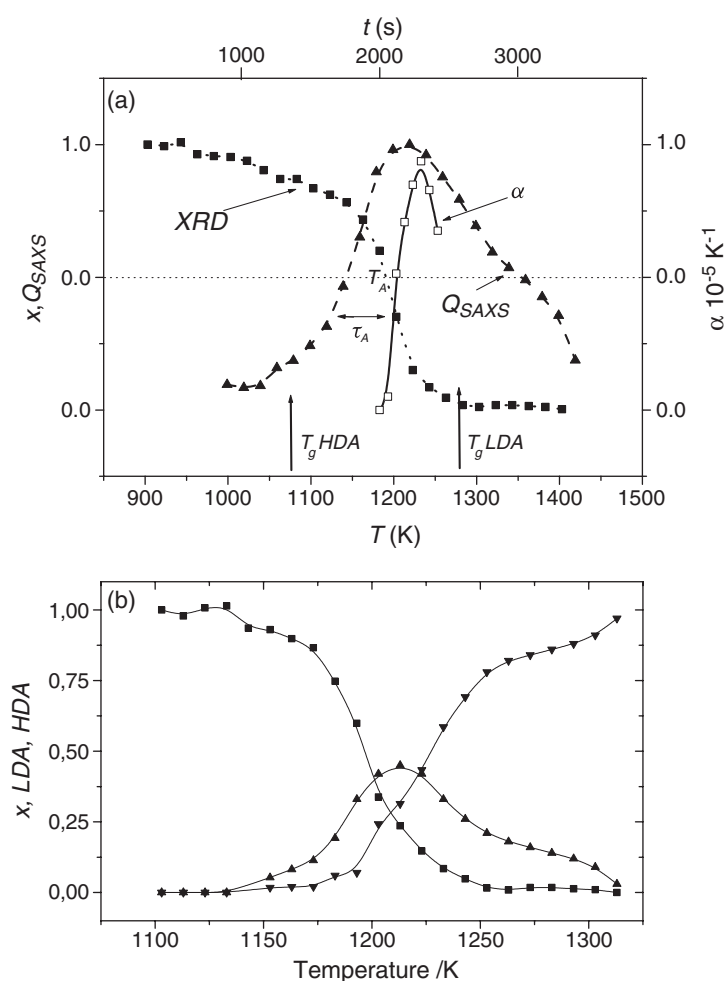 t (s)
1000 2000 3000
(a)
1.0 1.0
XRD
α
x,Q_SAXS
0.0 0.0
T_A
Q_SAXS
α 10^-5 K^-1
τ_A
0.0 0.0
T_g HDA T_g LDA
900 1000 1100 1200 1300 1400 1500
T (K)
(b)
1,00
0,75
x, LDA, HDA
0,50
0,25
0,00
1100 1150 1200 1250 1300
Temperature /K